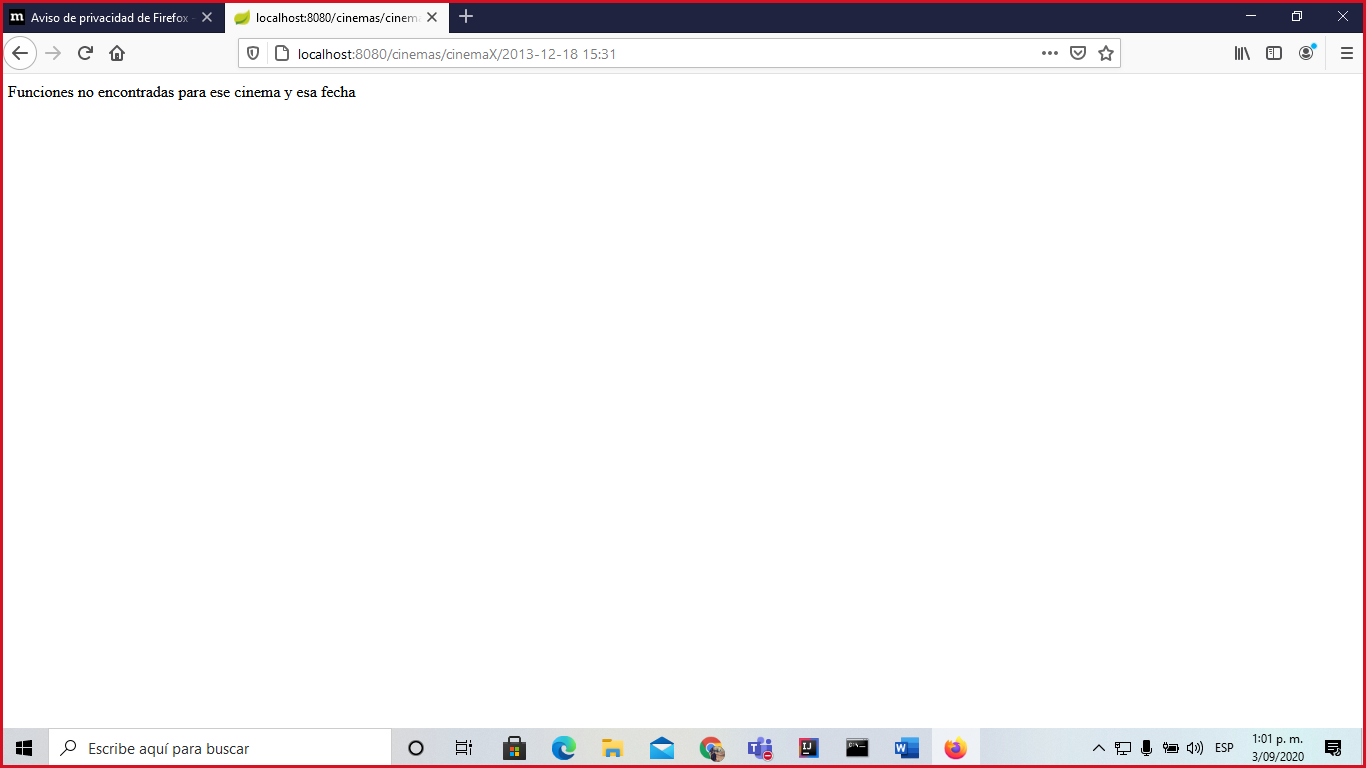 Aviso de privacidad de Firefox -
localhost:8080/cinemas/cinem
localhost:8080/cinemas/cinemaX/2013-12-18 15:31
Funciones no encontradas para ese cinema y esa fecha
Escribe aquí para buscar
ESP
1:01 p. m.
3/09/2020